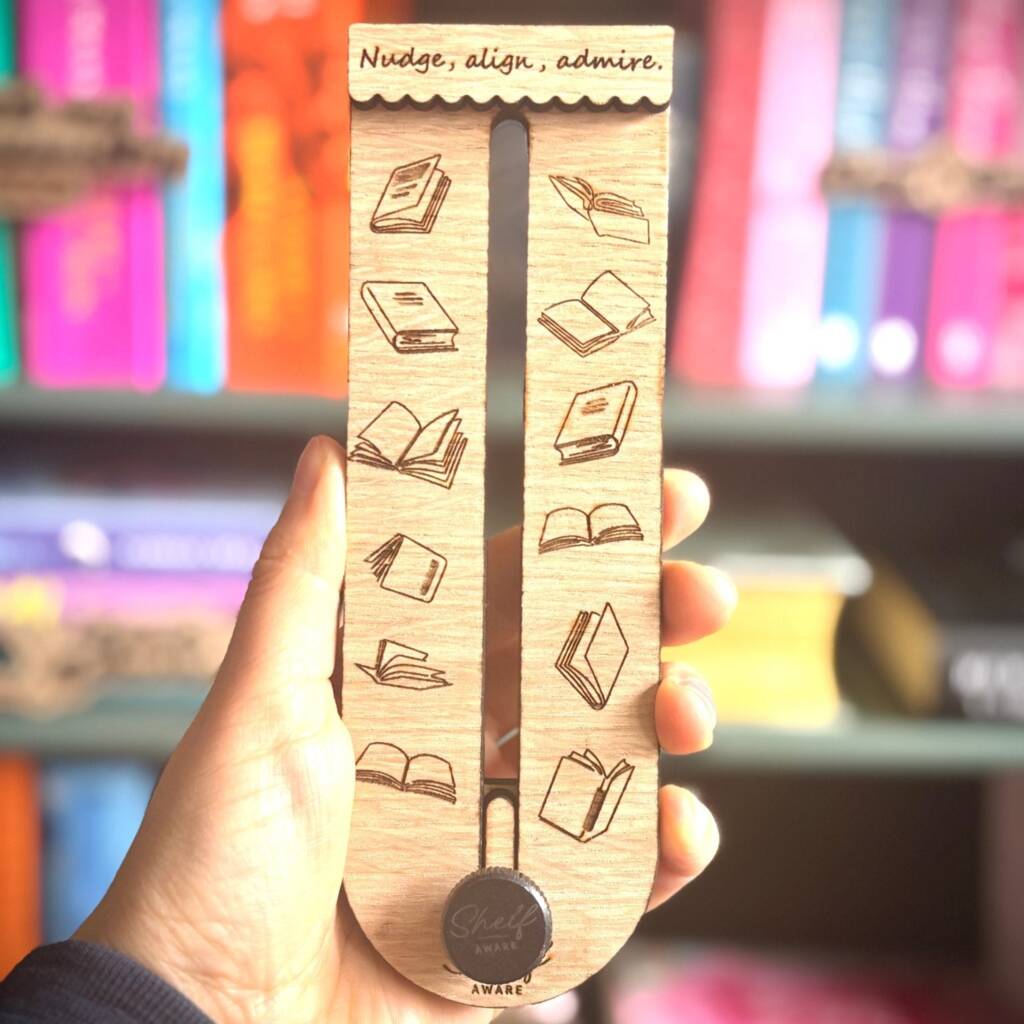 Nudge, align, admire.
Shelf
AWARE
AWARE